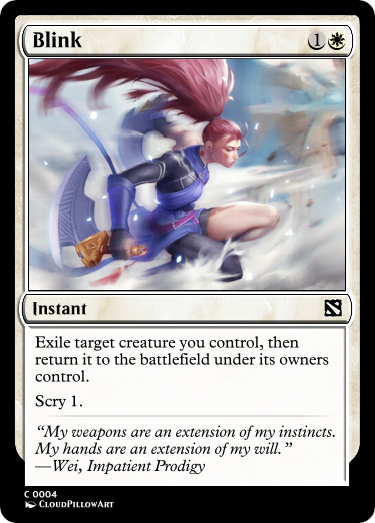 Blink 1
Instant
Exile target creature you control, then
return it to the battlefield under its owners
control.
Scry 1.
“My weapons are an extension of my instincts.
My hands are an extension of my will.”
—Wei, Impatient Prodigy
C 0004
CloudPillowArt